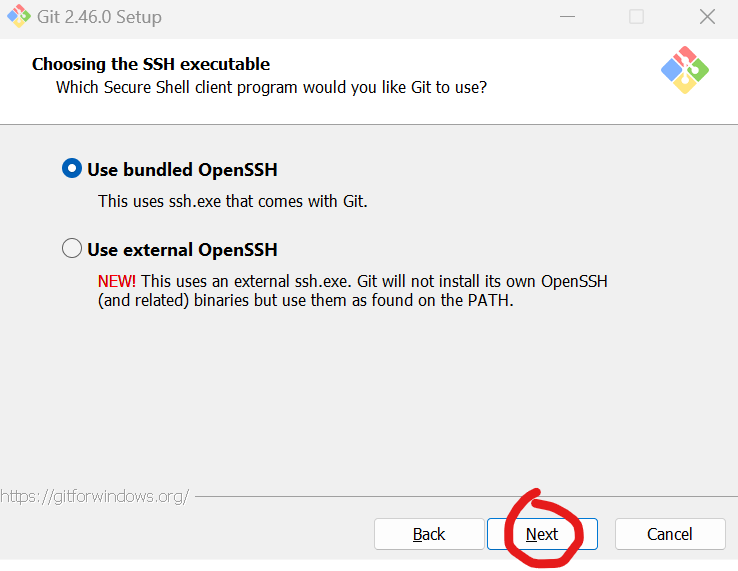 Git 2.46.0 Setup
Choosing the SSH executable
Which Secure Shell client program would you like Git to use?
Use bundled OpenSSH
This uses ssh.exe that comes with Git.
Use external OpenSSH
NEW! This uses an external ssh.exe. Git will not install its own OpenSSH
(and related) binaries but use them as found on the PATH.
https://gitforwindows.org/
Back
Next
Cancel